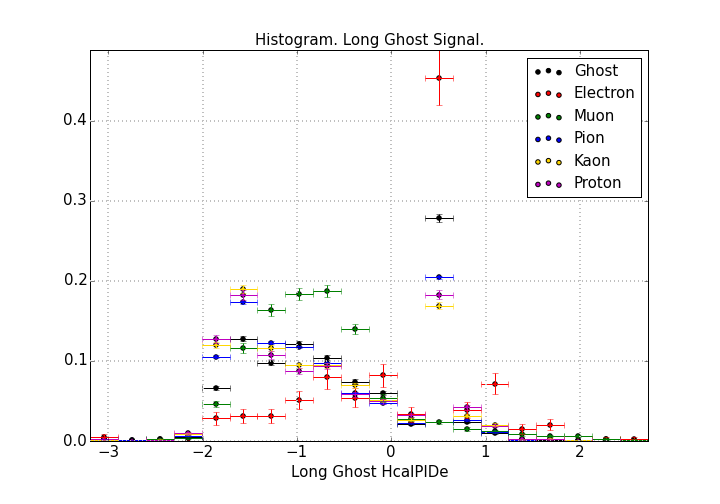 Histogram. Long Ghost Signal.
Ghost
Electron
Muon
Pion
Kaon
Proton
0.4
0.3
0.2
0.1
0.0
−3 −2 −1 0 1 2
Long Ghost HcalPIDe